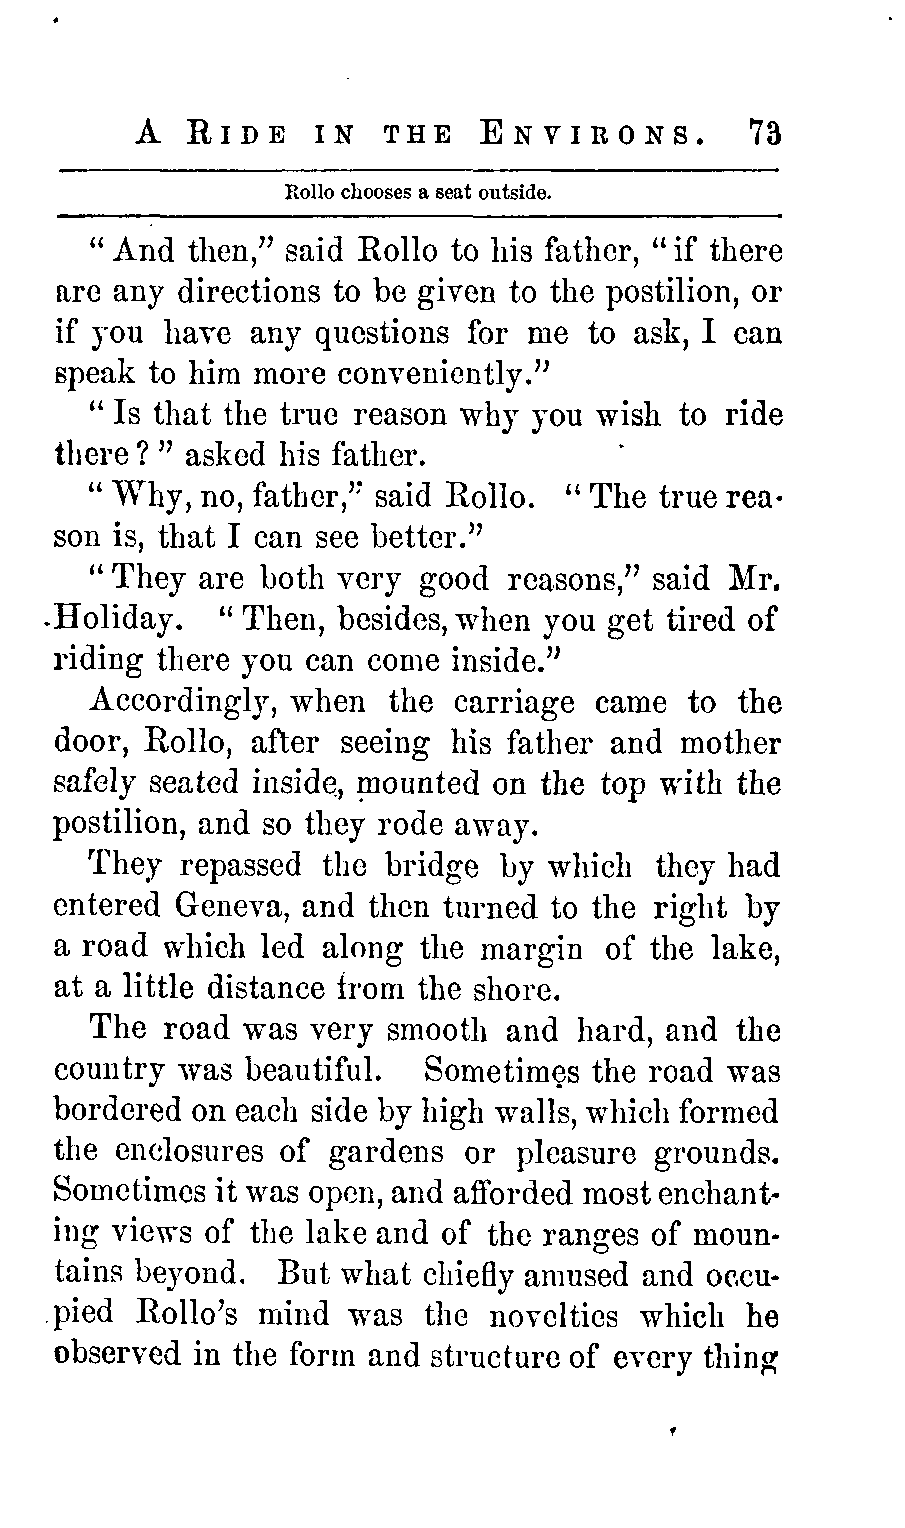 A RIDE IN THE ENVIRONS. 73
Rollo chooses a seat outside.
“ And then,” said Rollo to his father, “ if there
are any directions to be given to the postilion, or
if you have any questions for me to ask, I can
speak to him more conveniently.”
“ Is that the true reason why you wish to ride
there ? ” asked his father.
“ Why, no, father,” said Rollo. “ The true rea-
son is, that I can see better.”
“ They are both very good reasons,” said Mr.
Holiday. “ Then, besides, when you get tired of
riding there you can come inside.”
Accordingly, when the carriage came to the
door, Rollo, after seeing his father and mother
safely seated inside, mounted on the top with the
postilion, and so they rode away.
They repassed the bridge by which they had
entered Geneva, and then turned to the right by
a road which led along the margin of the lake,
at a little distance from the shore.
The road was very smooth and hard, and the
country was beautiful. Sometimes the road was
bordered on each side by high walls, which formed
the enclosures of gardens or pleasure grounds.
Sometimes it was open, and afforded most enchant-
ing views of the lake and of the ranges of moun-
tains beyond. But what chiefly amused and occu-
pied Rollo’s mind was the novelties which he
observed in the form and structure of every thing